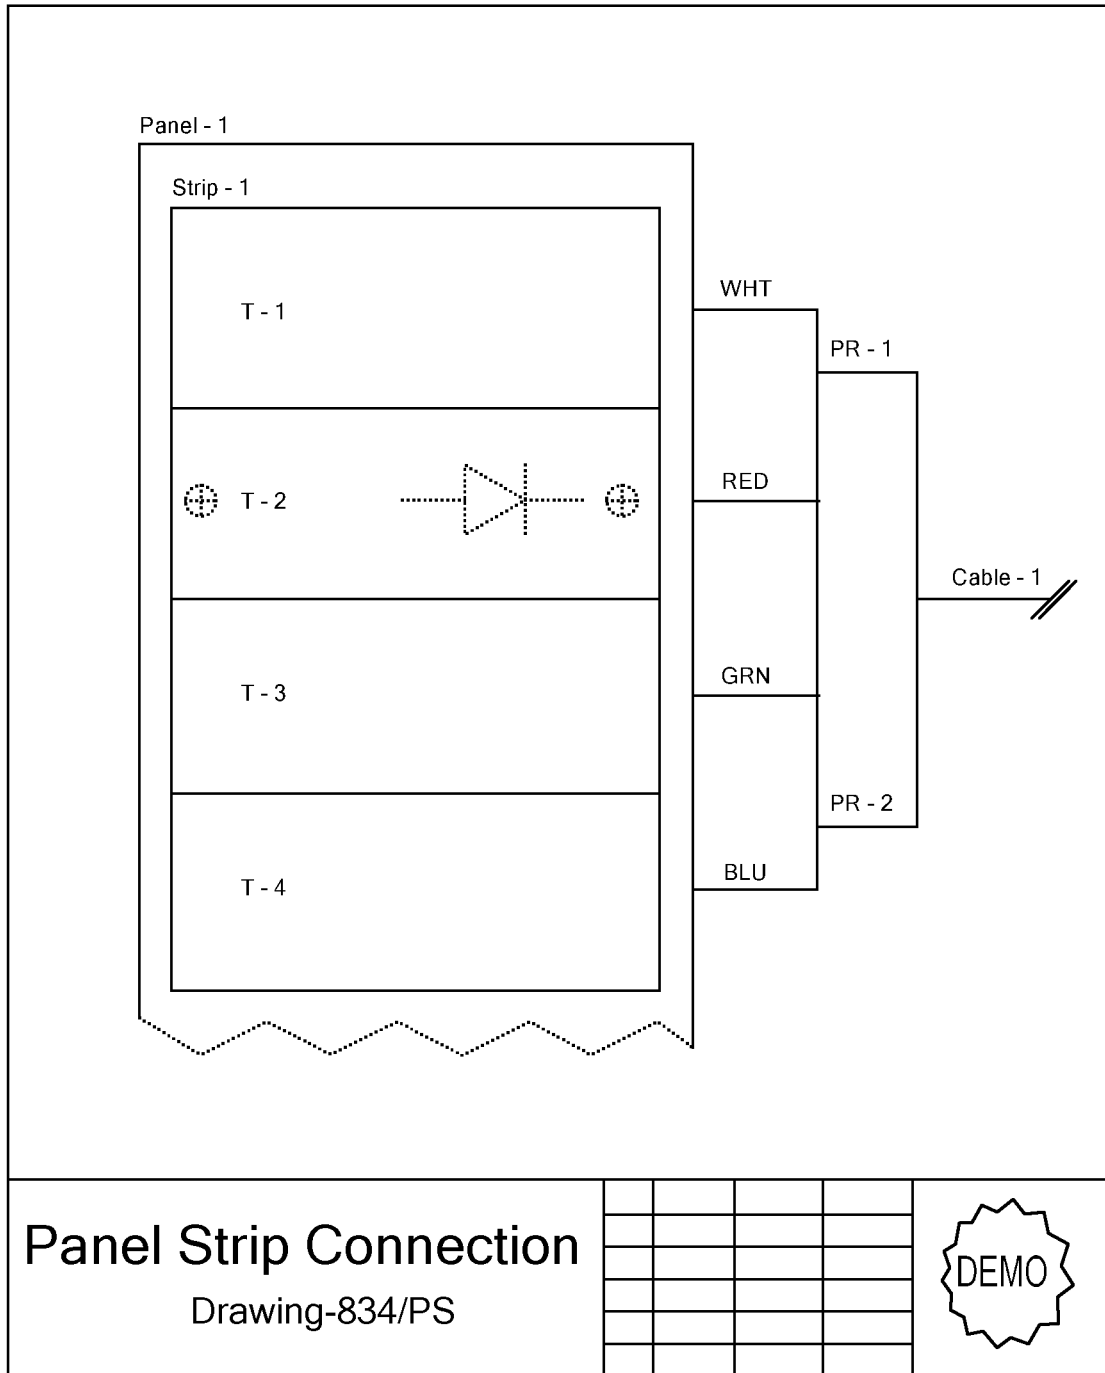 Panel - 1
Strip - 1
T - 1
WHT
PR - 1
T - 2
RED
Cable - 1
T - 3
GRN
PR - 2
T - 4
BLU
Panel Strip Connection
Drawing-834/PS
DEMO